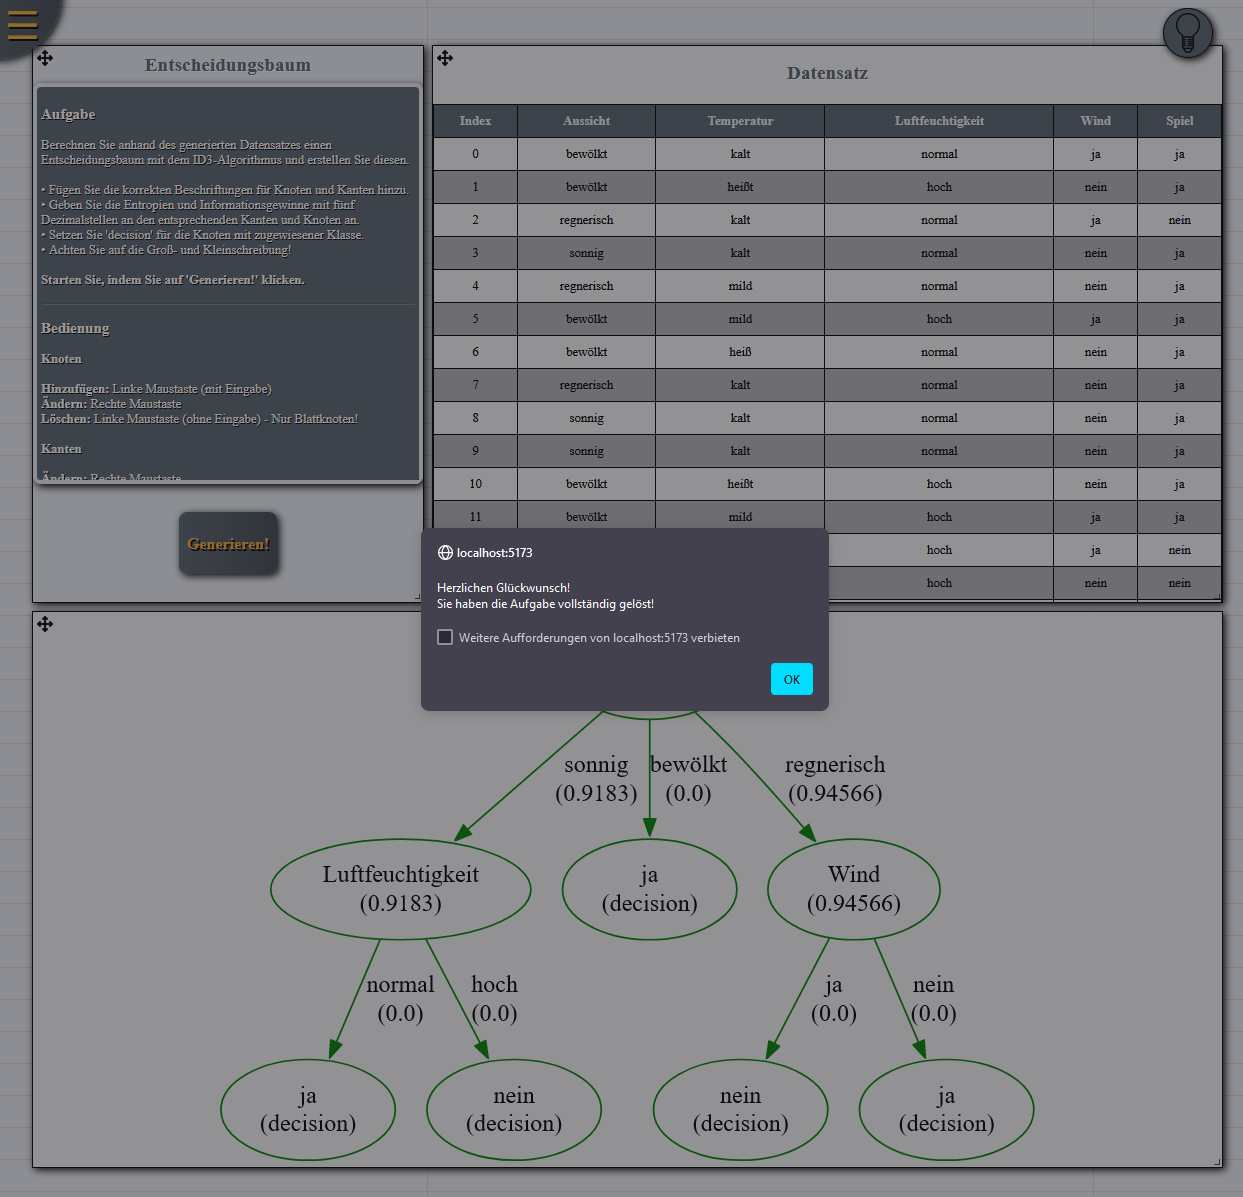 Entscheidungsbaum
Aufgabe
Berechnen Sie anhand des generierten Datensatzes einen
Entscheidungsbaum mit dem ID3-Algorithmus und erstellen Sie diesen.
• Fügen Sie die korrekten Beschriftungen für Knoten und Kanten hinzu.
• Geben Sie die Entropien und Informationsgewinne mit fünf
Dezimalstellen an den entsprechenden Kanten und Knoten an.
• Setzen Sie 'decision' für die Knoten mit zugewiesener Klasse.
• Achten Sie auf die Groß- und Kleinschreibung!
Starten Sie, indem Sie auf 'Generieren!' klicken.
Bedienung
Knoten
Hinzufügen: Linke Maustaste (mit Eingabe)
Ändern: Rechte Maustaste
Löschen: Linke Maustaste (ohne Eingabe) - Nur Blattknoten!
Kanten
Ändern: Rechte Maustaste
Generieren!
Datensatz
Index Aussicht Temperatur Luftfeuchtigkeit Wind Spiel
0 bewölkt kalt normal ja ja
1 bewölkt heißt hoch nein ja
2 regnerisch kalt normal ja nein
3 sonnig kalt normal nein ja
4 regnerisch mild normal nein ja
5 bewölkt mild hoch ja ja
6 bewölkt heiß normal nein ja
7 regnerisch kalt normal nein ja
8 sonnig kalt normal nein ja
9 sonnig kalt normal nein ja
10 bewölkt heißt hoch nein ja
11 bewölkt mild hoch ja ja
hoch ja nein
hoch nein nein
localhost:5173
Herzlichen Glückwunsch!
Sie haben die Aufgabe vollständig gelöst!
Weitere Aufforderungen von localhost:5173 verbieten
OK
sonnig bewölkt regnerisch
(0.9183) (0.0) (0.94566)
Luftfeuchtigkeit ja Wind
(0.9183) (decision) (0.94566)
normal hoch ja nein
(0.0) (0.0) (0.0) (0.0)
ja nein nein ja
(decision) (decision) (decision) (decision)